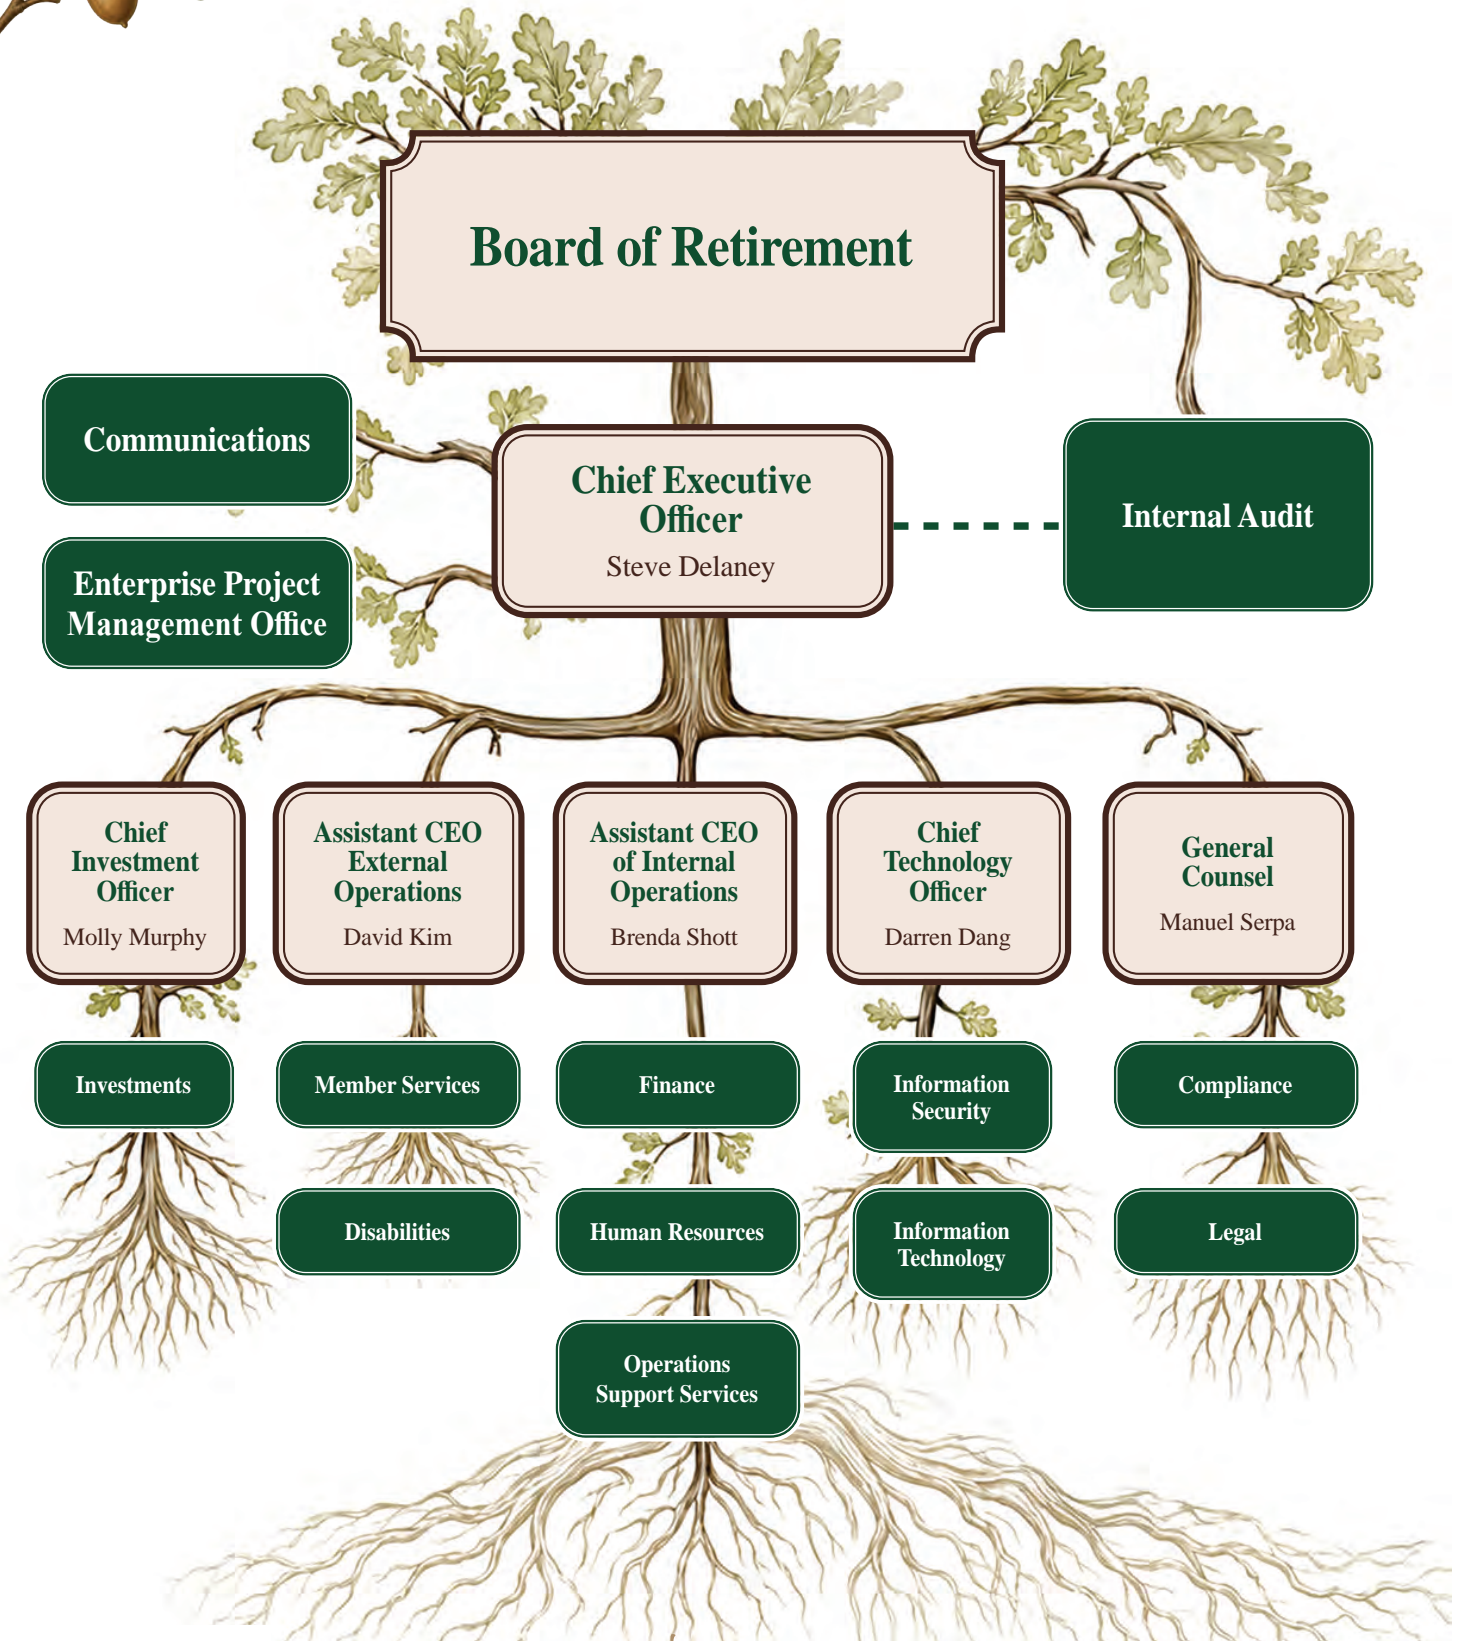 Board of Retirement
Communications
Chief Executive
Officer
Steve Delaney
Internal Audit
Enterprise Project
Management Office
Chief
Investment
Officer
Molly Murphy
Assistant CEO
External
Operations
David Kim
Assistant CEO
of Internal
Operations
Brenda Shott
Chief
Technology
Officer
Darren Dang
General
Counsel
Manuel Serpa
Investments
Member Services
Finance
Information
Security
Compliance
Disabilities
Human Resources
Information
Technology
Legal
Operations
Support Services